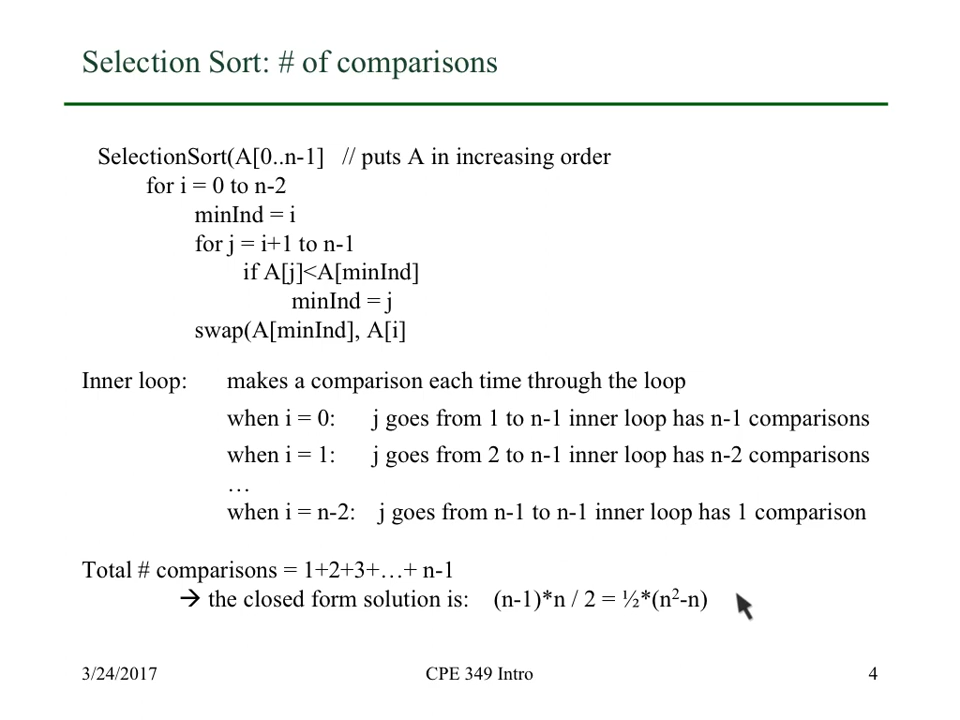 Selection Sort: # of comparisons
SelectionSort(A[0..n-1]   // puts A in increasing order
for i = 0 to n-2
minInd = i
for j = i+1 to n-1
if A[j]<A[minInd]
minInd = j
swap(A[minInd], A[i]
Inner loop: makes a comparison each time through the loop
when i = 0: j goes from 1 to n-1 inner loop has n-1 comparisons
when i = 1: j goes from 2 to n-1 inner loop has n-2 comparisons
…
when i = n-2: j goes from n-1 to n-1 inner loop has 1 comparison
Total # comparisons = 1+2+3+…+ n-1
→ the closed form solution is: (n-1)*n / 2 = ½*(n²-n)
3/24/2017 CPE 349 Intro 4